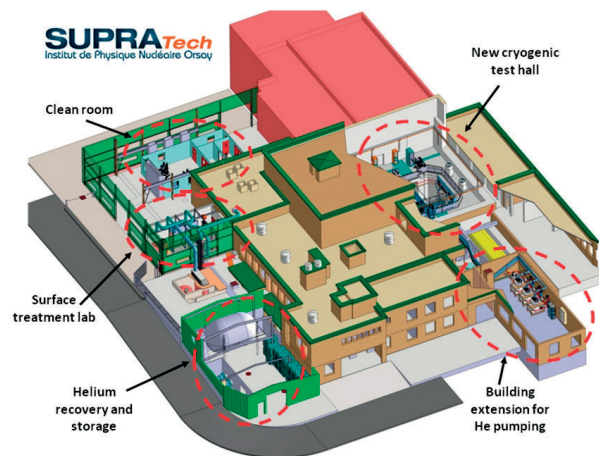 SUPRATech
Institut de Physique Nucléaire Orsay
New cryogenic
test hall
Clean room
Surface
treatment lab
Helium
recovery and
storage
Building
extension for
He pumping